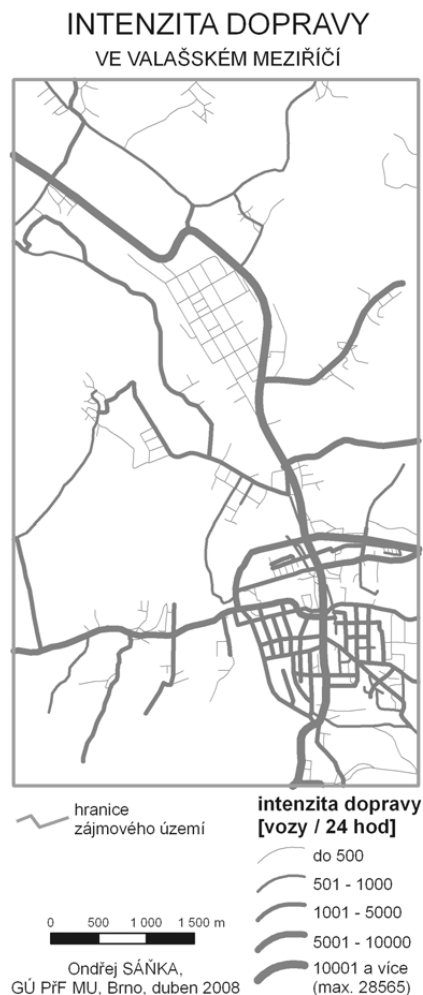 INTENZITA DOPRAVY
VE VALAŠSKÉM MEZIŘÍČÍ
hranice
zájmového území
intenzita dopravy
[vozy / 24 hod]
do 500
501 - 1000
1001 - 5000
5001 - 10000
10001 a více
(max. 28565)
0 500 1 000 1 500 m
Ondřej SÁŇKA,
GÚ PřF MU, Brno, duben 2008